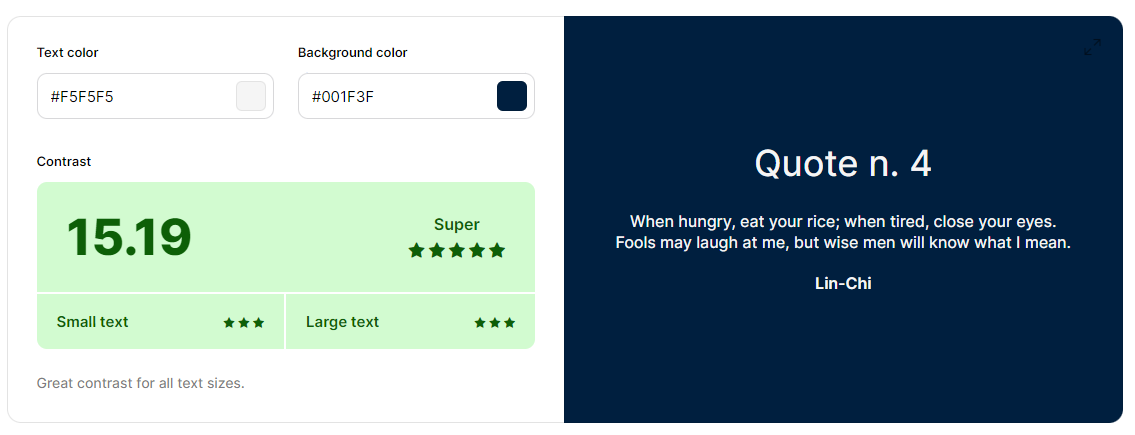 Text color
Background color
#F5F5F5
#001F3F
Contrast
15.19
Super
Small text
Large text
Great contrast for all text sizes.
Quote n. 4
When hungry, eat your rice; when tired, close your eyes.
Fools may laugh at me, but wise men will know what I mean.
Lin-Chi